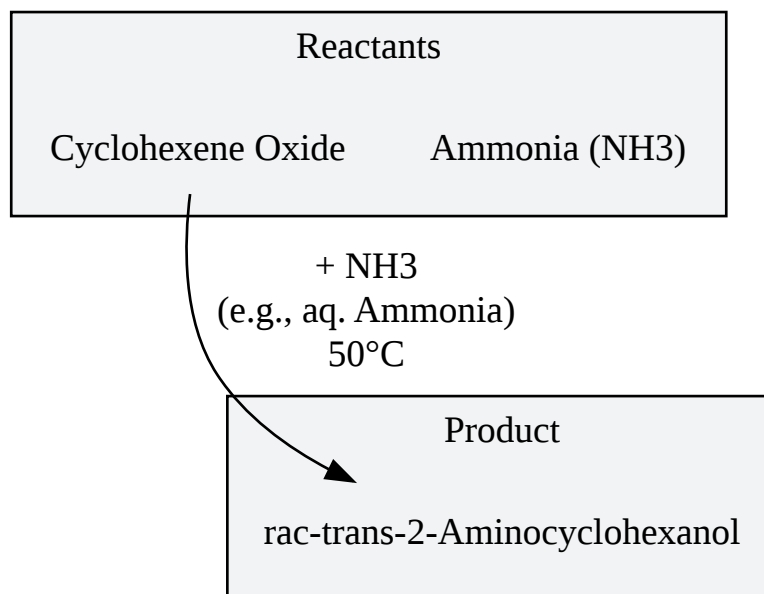 Reactants
Cyclohexene Oxide Ammonia (NH3)
+ NH3
(e.g., aq. Ammonia)
50°C
Product
rac-trans-2-Aminocyclohexanol